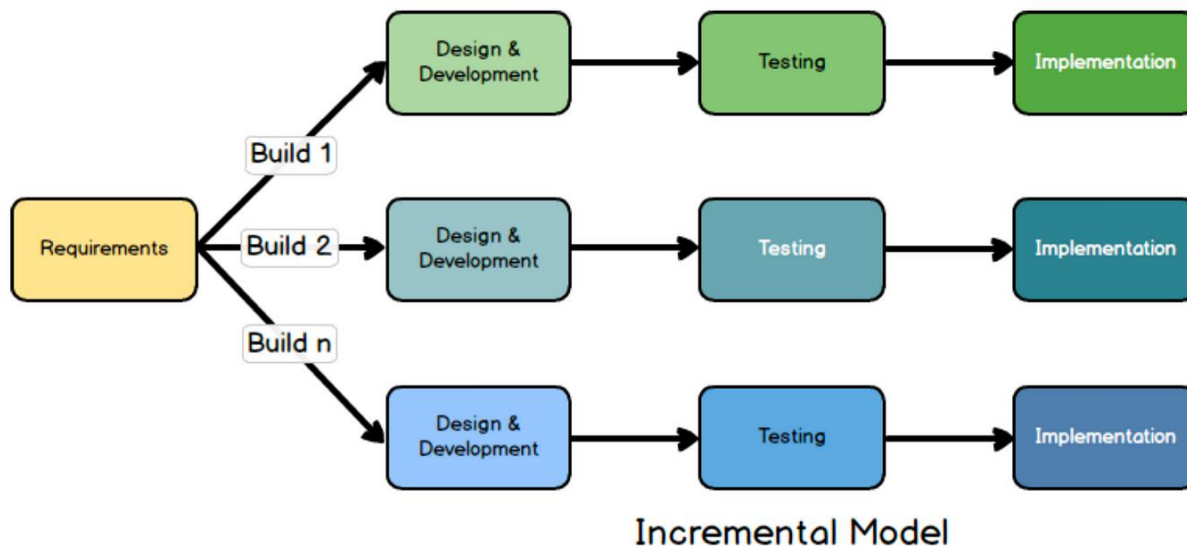 Design &
Development
Testing
Implementation
Build 1
Requirements
Build 2
Design &
Development
Testing
Implementation
Build n
Design &
Development
Testing
Implementation
Incremental Model